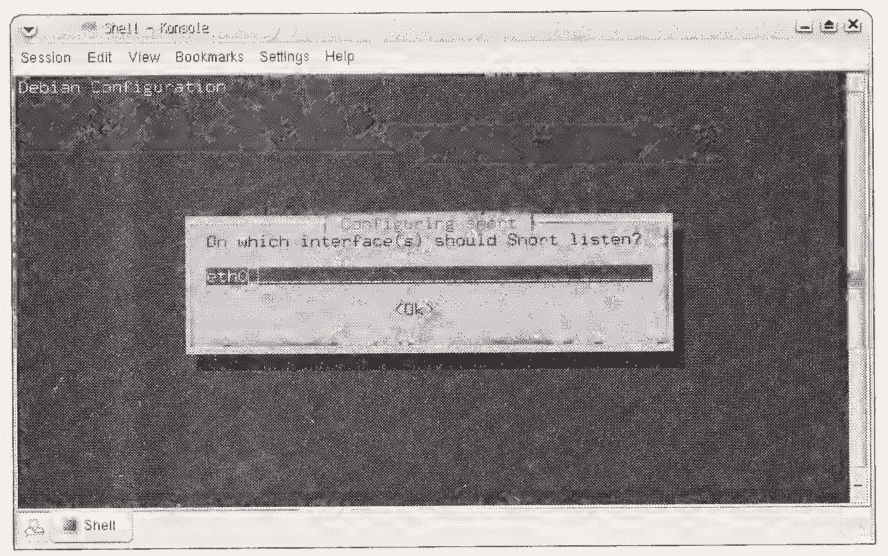 Shell - Konsole
Session Edit View Bookmarks Settings Help
Debian Configuration
Configuring snort
On which interface(s) should Snort listen?
eth0
<Ok>
Shell